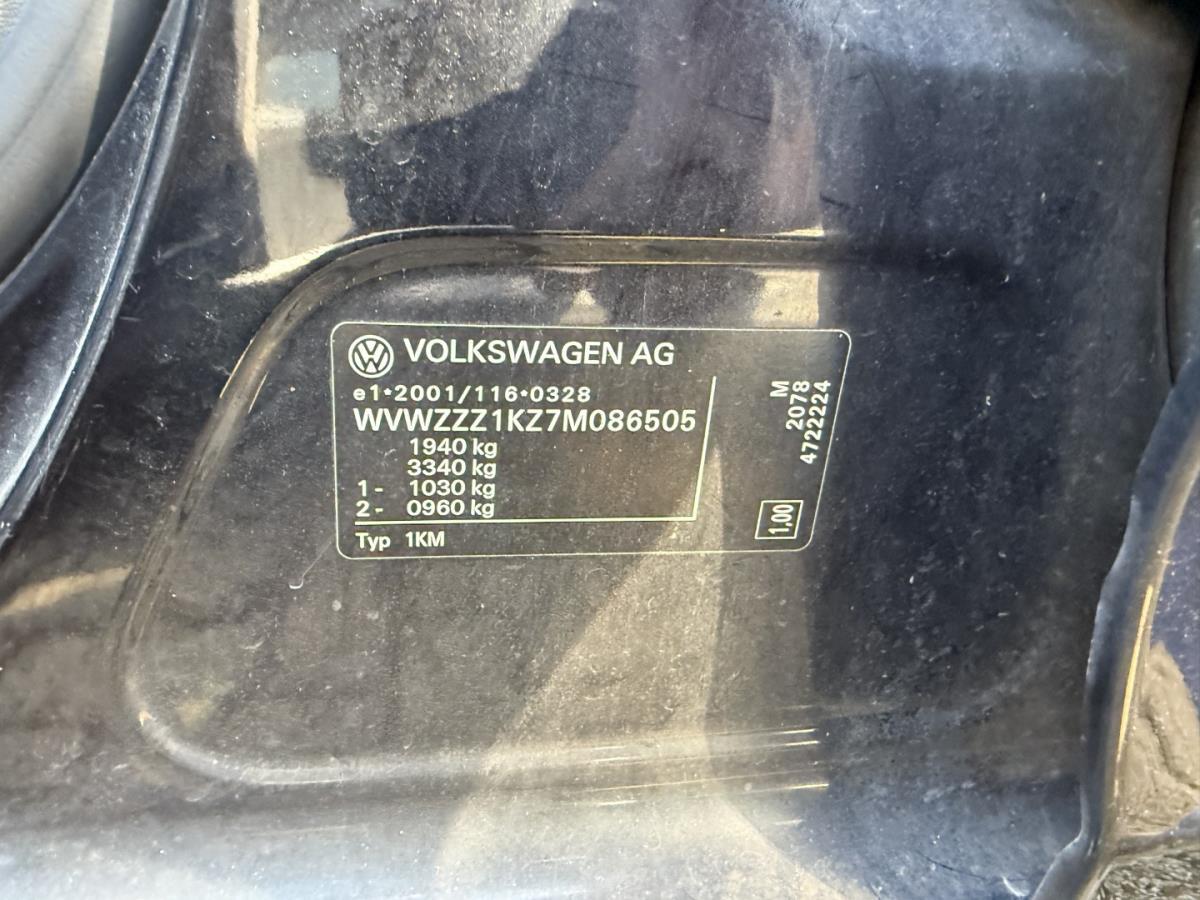 VOLKSWAGEN AG
e1*2001/116*0328
WVWZZZ1KZ7M086505
1940 kg
3340 kg
1- 1030 kg
2- 0960 kg
Typ 1KM
M
2078
4722224
1.00